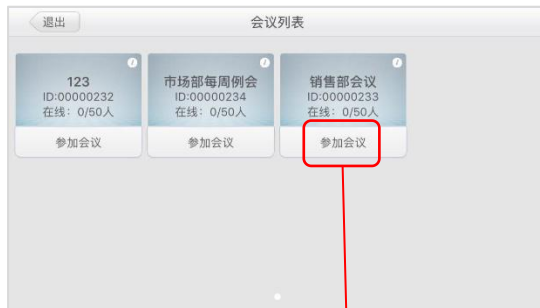 退出
会议列表
123
ID:00000232
在线：0/50人
参加会议
市场部每周例会
ID:00000234
在线：0/50人
参加会议
销售部会议
ID:00000233
在线：0/50人
参加会议